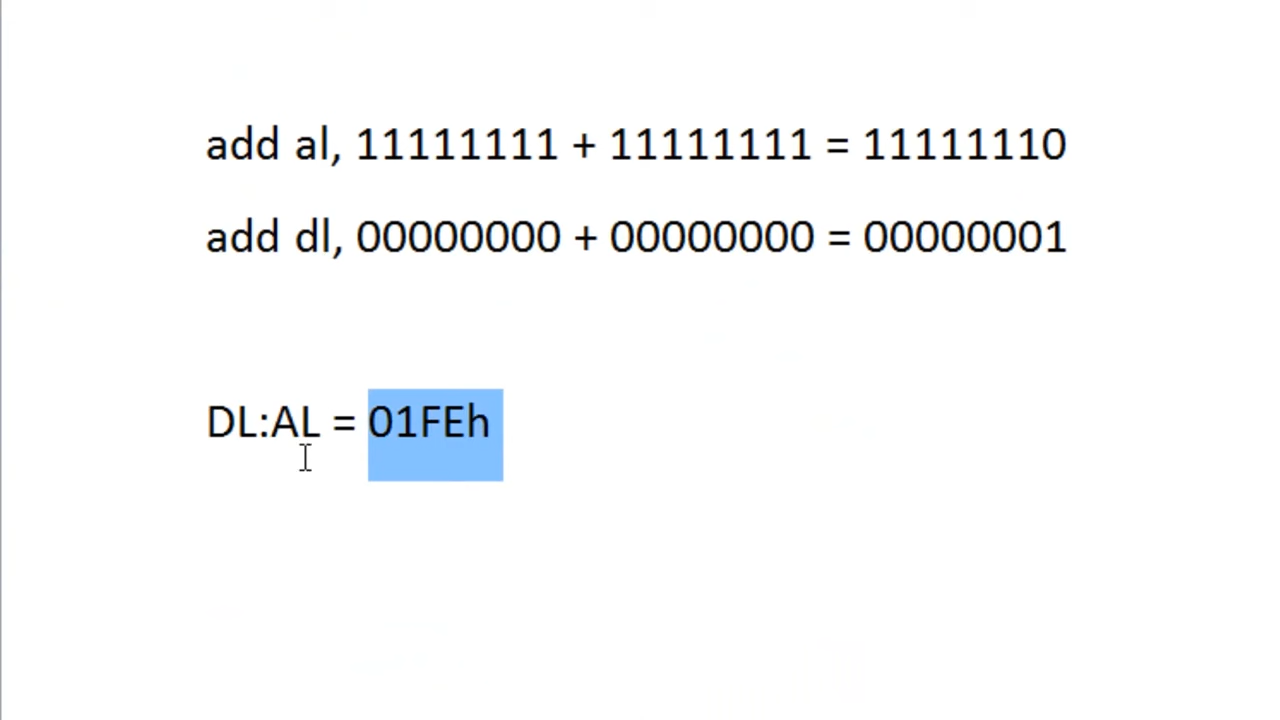 add al, 11111111 + 11111111 = 11111110
add dl, 00000000 + 00000000 = 00000001
DL:AL = 01FEh